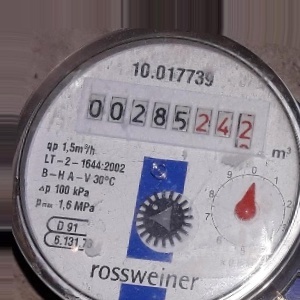 10.017739
00285242
m³
qp 1,5m³/h
LT-2-1644:2002
B-H A-V 30°C
Δp 100 kPa
pmax 1,6 MPa
D 91
rossweiner